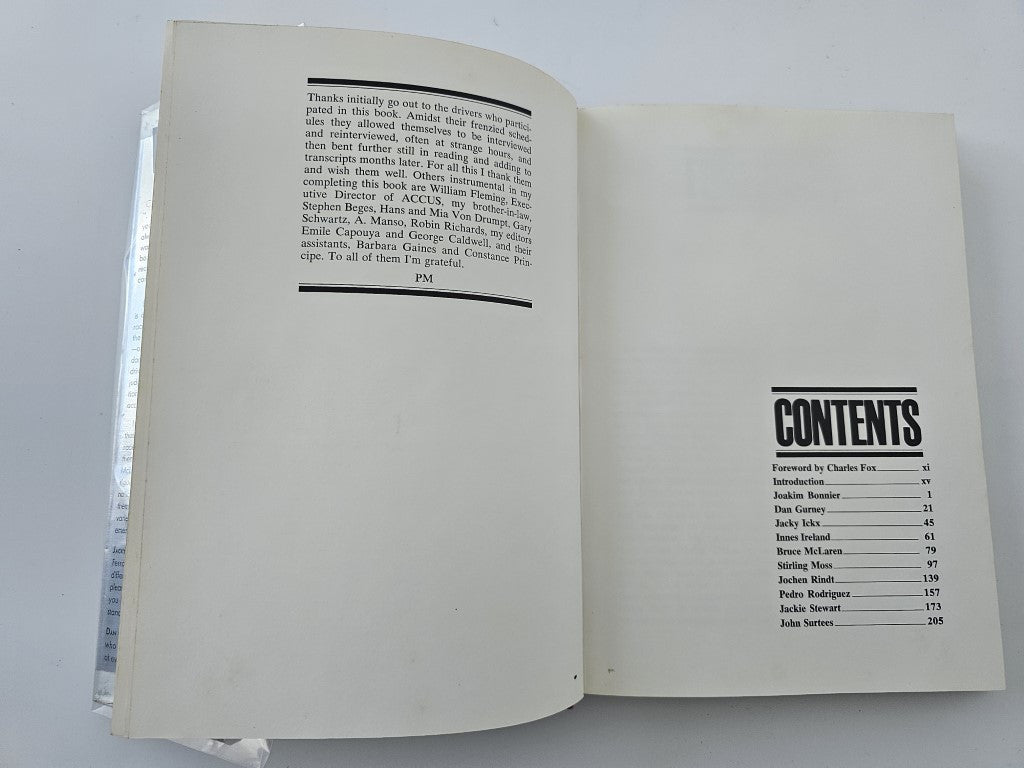 Thanks initially go out to the drivers who partici-
pated in this book. Amidst their frenzied sched-
ules they allowed themselves to be interviewed
and reinterviewed, often at strange hours, and
then bent further still in reading and adding to
transcripts months later. For all this I thank them
and wish them well. Others instrumental in my
completing this book are William Fleming, Exec-
utive Director of ACCUS, my brother-in-law,
Stephen Beges, Hans and Mia Von Drumpt, Gary
Schwartz, A. Manso, Robin Richards, my editors
Emile Capouya and George Caldwell, and their
assistants, Barbara Gaines and Constance Prin-
cipe. To all of them I'm grateful.
PM
CONTENTS
Foreword by Charles Fox xi
Introduction xv
Joakim Bonnier 1
Dan Gurney 21
Jacky Ickx 45
Innes Ireland 61
Bruce McLaren 79
Stirling Moss 97
Jochen Rindt 139
Pedro Rodriguez 157
Jackie Stewart 173
John Surtees 205